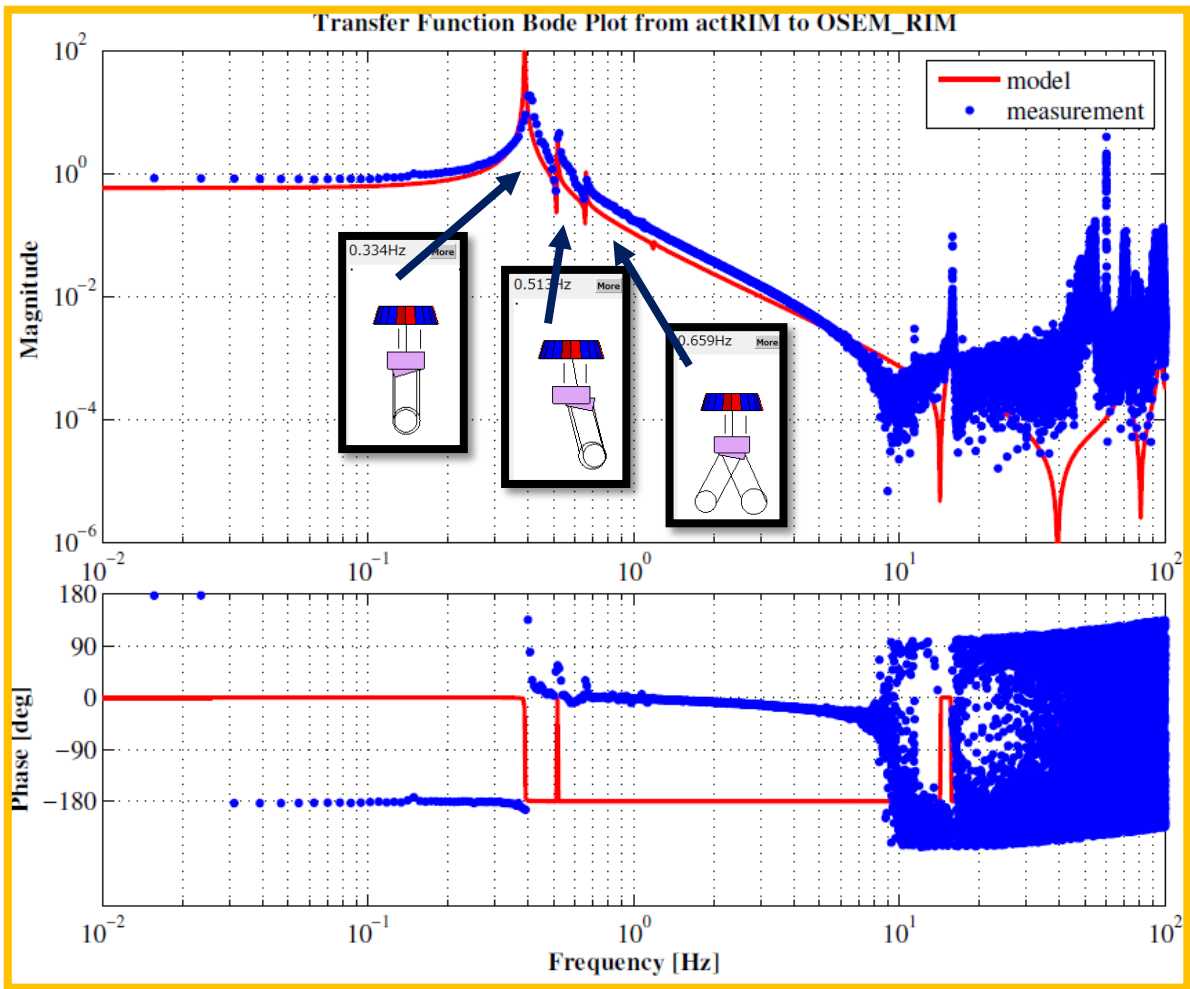 Transfer Function Bode Plot from actRIM to OSEM_RIM
10^2
10^0
10^-2
10^-4
10^-6
Magnitude
model
measurement
0.334Hz More
0.513Hz More
0.659Hz More
10^-2 10^-1 10^0 10^1 10^2
180
90
0
−90
−180
Phase [deg]
10^-2 10^-1 10^0 10^1 10^2
Frequency [Hz]